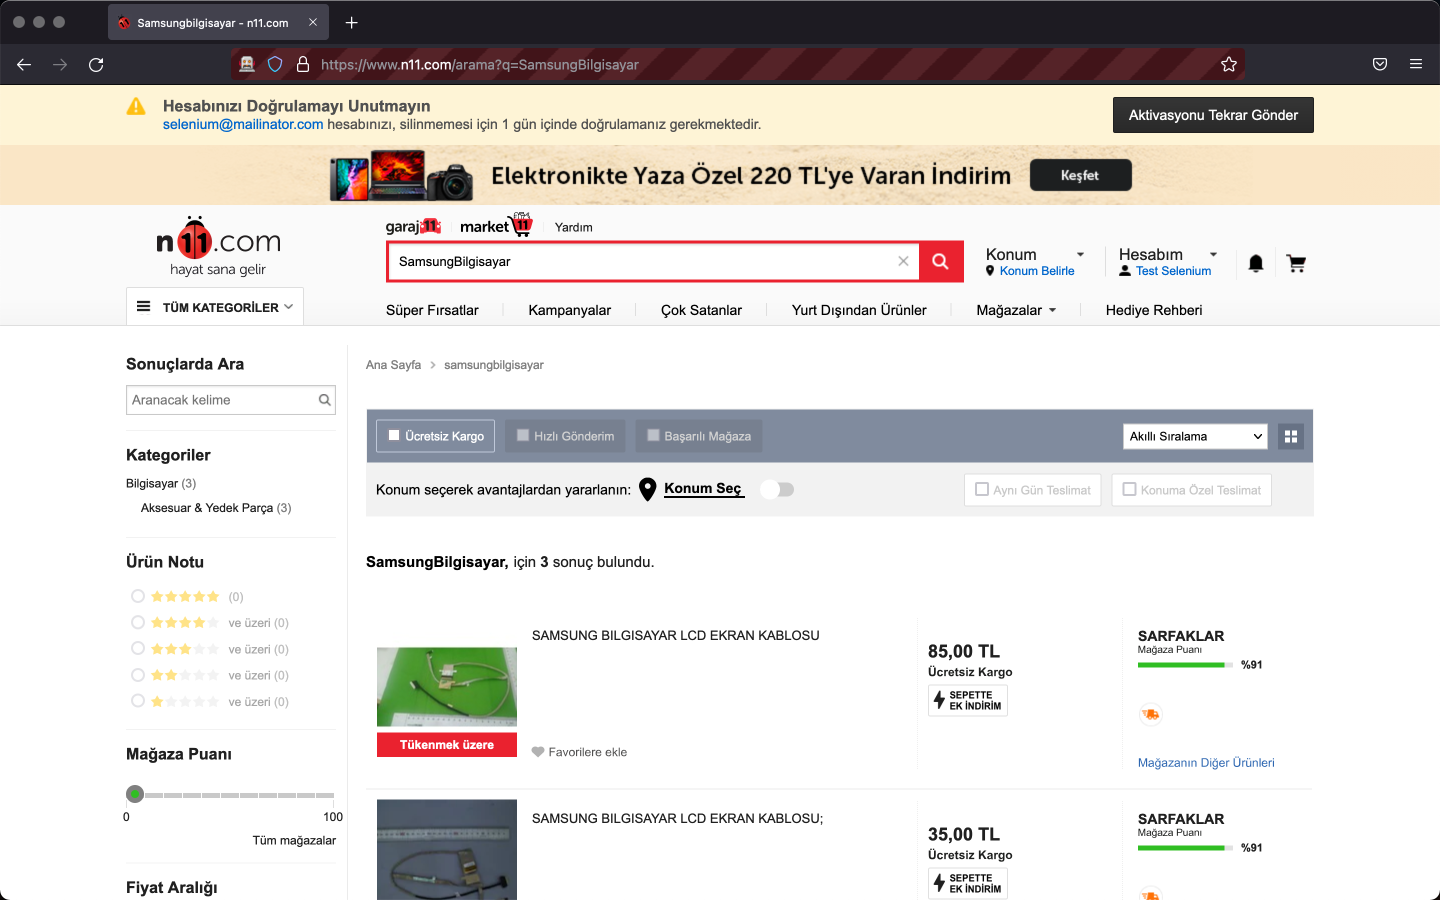 Samsungbilgisayar - n11.com
https://www.n11.com/arama?q=SamsungBilgisayar
Hesabınızı Doğrulamayı Unutmayın
selenium@mailinator.com hesabınızı, silinmemesi için 1 gün içinde doğrulamanız gerekmektedir.
Aktivasyonu Tekrar Gönder
Elektronikte Yaza Özel 220 TL'ye Varan İndirim
Keşfet
n11.com
hayat sana gelir
garaj11
market11
Yardım
SamsungBilgisayar
Konum
Konum Belirle
Hesabım
Test Selenium
TÜM KATEGORİLER
Süper Fırsatlar
Kampanyalar
Çok Satanlar
Yurt Dışından Ürünler
Mağazalar
Hediye Rehberi
Sonuçlarda Ara
Aranacak kelime
Kategoriler
Bilgisayar (3)
Aksesuar & Yedek Parça (3)
Ürün Notu
(0)
ve üzeri (0)
ve üzeri (0)
ve üzeri (0)
ve üzeri (0)
Mağaza Puanı
0
100
Tüm mağazalar
Fiyat Aralığı
Ana Sayfa
samsungbilgisayar
Ücretsiz Kargo
Hızlı Gönderim
Başarılı Mağaza
Akıllı Sıralama
Konum seçerek avantajlardan yararlanın:
Konum Seç
Aynı Gün Teslimat
Konuma Özel Teslimat
SamsungBilgisayar, için 3 sonuç bulundu.
SAMSUNG BILGISAYAR LCD EKRAN KABLOSU
Tükenmek üzere
Favorilere ekle
85,00 TL
Ücretsiz Kargo
SEPETTE
EK İNDİRİM
SARFAKLAR
Mağaza Puanı
%91
Mağazanın Diğer Ürünleri
SAMSUNG BILGISAYAR LCD EKRAN KABLOSU;
35,00 TL
Ücretsiz Kargo
SEPETTE
EK İNDİRİM
SARFAKLAR
Mağaza Puanı
%91